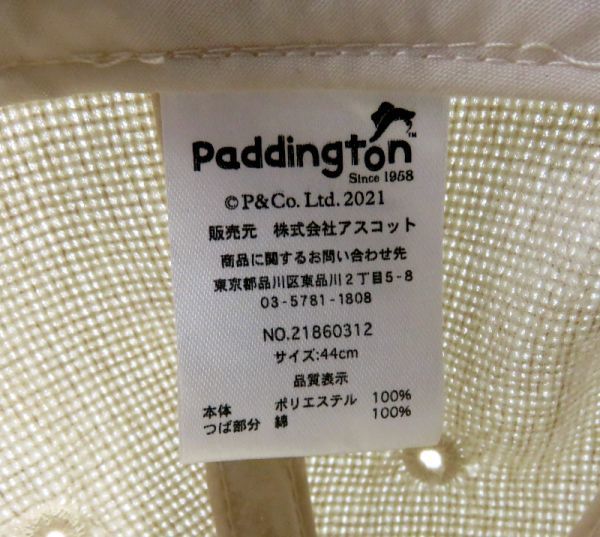 Paddington
TM
Since 1958
©P&Co. Ltd. 2021
販売元 株式会社アスコット
商品に関するお問い合わせ先
東京都品川区東品川2丁目5-8
03-5781-1808
NO.21860312
サイズ:44cm
品質表示
本体 ポリエステル 100%
つば部分 綿 100%